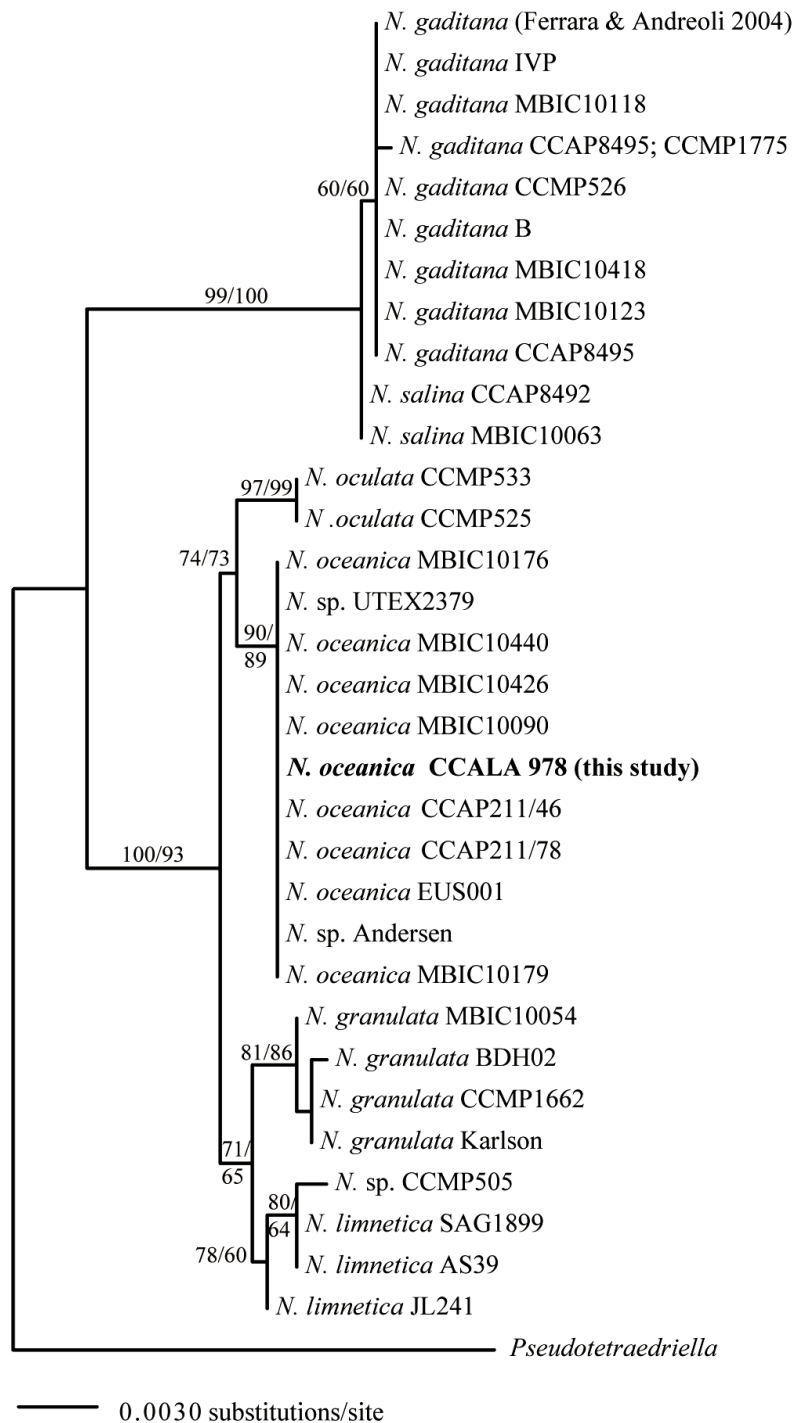 N. gaditana (Ferrara & Andreoli 2004)
N. gaditana IVP
N. gaditana MBIC10118
N. gaditana CCAP8495; CCMP1775
60/60
N. gaditana CCMP526
N. gaditana B
N. gaditana MBIC10418
99/100
N. gaditana MBIC10123
N. gaditana CCAP8495
N. salina CCAP8492
N. salina MBIC10063
N. oculata CCMP533
97/99
N .oculata CCMP525
74/73
N. oceanica MBIC10176
N. sp. UTEX2379
90/
89
N. oceanica MBIC10440
N. oceanica MBIC10426
N. oceanica MBIC10090
N. oceanica CCALA 978 (this study)
N. oceanica CCAP211/46
100/93
N. oceanica CCAP211/78
N. oceanica EUS001
N. sp. Andersen
N. oceanica MBIC10179
N. granulata MBIC10054
81/86
N. granulata BDH02
N. granulata CCMP1662
N. granulata Karlson
71/
65
N. sp. CCMP505
80/
64
N. limnetica SAG1899
78/60
N. limnetica AS39
N. limnetica JL241
Pseudotetraedriella
0.0030 substitutions/site